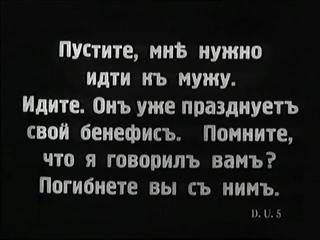 Пустите, мнѣ нужно
идти къ мужу.
Идите. Онъ уже празднуетъ
свой бенефисъ. Помните,
что я говорилъ вамъ?
Погибнете вы съ нимъ.
D. U. 5